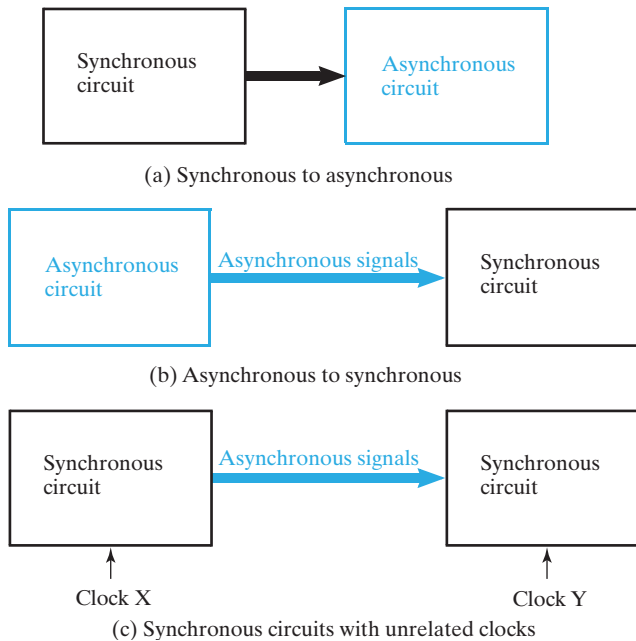 Synchronous
circuit
Asynchronous
circuit
(a) Synchronous to asynchronous
Asynchronous
circuit
Asynchronous signals
Synchronous
circuit
(b) Asynchronous to synchronous
Synchronous
circuit
Asynchronous signals
Synchronous
circuit
Clock X
Clock Y
(c) Synchronous circuits with unrelated clocks